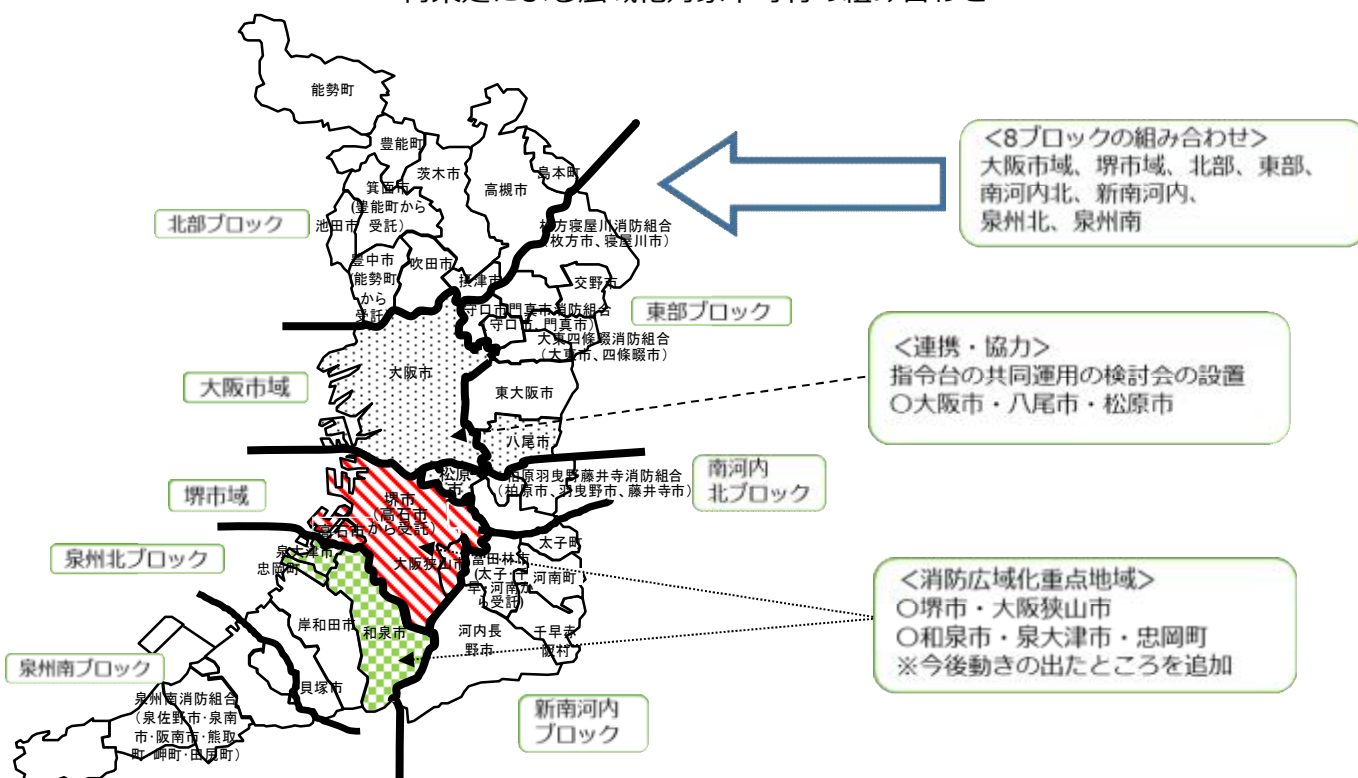 能勢町
豊能町
茨木市
高槻市
島本町
箕面市
(豊能町から
受託)
池田市
北部ブロック
豊中市
(能勢町
から
受託)
吹田市
摂津市
枚方寝屋川消防組合
(枚方市、寝屋川市)
交野市
東部ブロック
守口市門真市消防組合
(守口市、門真市)
大東四條畷消防組合
(大東市、四條畷市)
大阪市域
大阪市
東大阪市
八尾市
<8ブロックの組み合わせ>
大阪市域、堺市域、北部、東部、
南河内北、新南河内、
泉州北、泉州南
<連携・協力>
指令台の共同運用の検討会の設置
〇大阪市・八尾市・松原市
堺市域
松原
市
柏原羽曳野藤井寺消防組合
(柏原市、羽曳野市、藤井寺市)
南河内
北ブロック
堺市
(高石市
から受託)
高石市
泉州北ブロック
泉大津市
忠岡町
大阪狭山市
富田林市
(太子・千
早・河南か
ら受託)
太子町
河南町
千早赤
阪村
河内長
野市
<消防広域化重点地域>
〇堺市・大阪狭山市
〇和泉市・泉大津市・忠岡町
※今後動きの出たところを追加
岸和田市
和泉市
貝塚市
泉州南ブロック
泉州南消防組合
(泉佐野市・泉南
市・阪南市・熊取
町・岬町・田尻町)
新南河内
ブロック